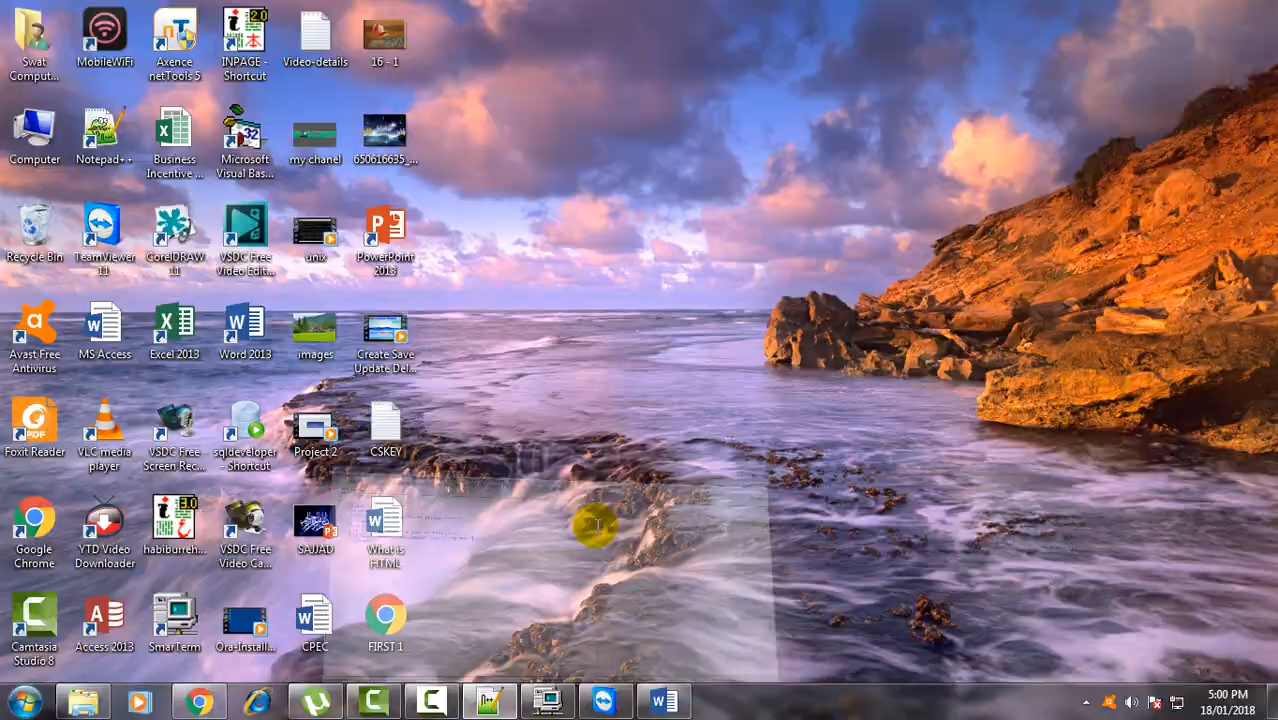 Swat
Comput...
MobileWiFi
Axence
netTools 5
INPAGE -
Shortcut
Video-details
16 - 1
Computer
Notepad++
Business
Incentive ...
Microsoft
Visual Bas...
my chanel
650616635_...
Recycle Bin
TeamViewer
11
CorelDRAW
11
VSDC Free
Video Edit...
unix
PowerPoint
2013
Avast Free
Antivirus
MS Access
Excel 2013
Word 2013
images
Create Save
Update Del...
Foxit Reader
VLC media
player
VSDC Free
Screen Rec...
sqldeveloper
- Shortcut
Project 2
CSKEY
Google
Chrome
YTD Video
Downloader
habiburreh...
VSDC Free
Video Ca...
SAJJAD
What is
HTML
Camtasia
Studio 8
Access 2013
SmarTerm
Ora-Install...
CPEC
FIRST 1
5:00 PM
18/01/2018